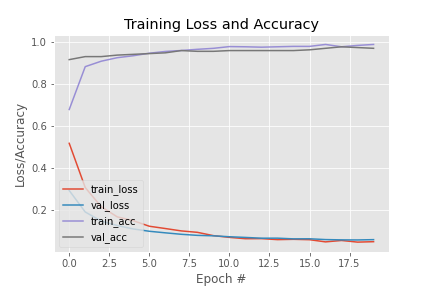 Training Loss and Accuracy
1.0
0.8
0.6
0.4
0.2
Loss/Accuracy
train_loss
val_loss
train_acc
val_acc
0.0 2.5 5.0 7.5 10.0 12.5 15.0 17.5
Epoch #